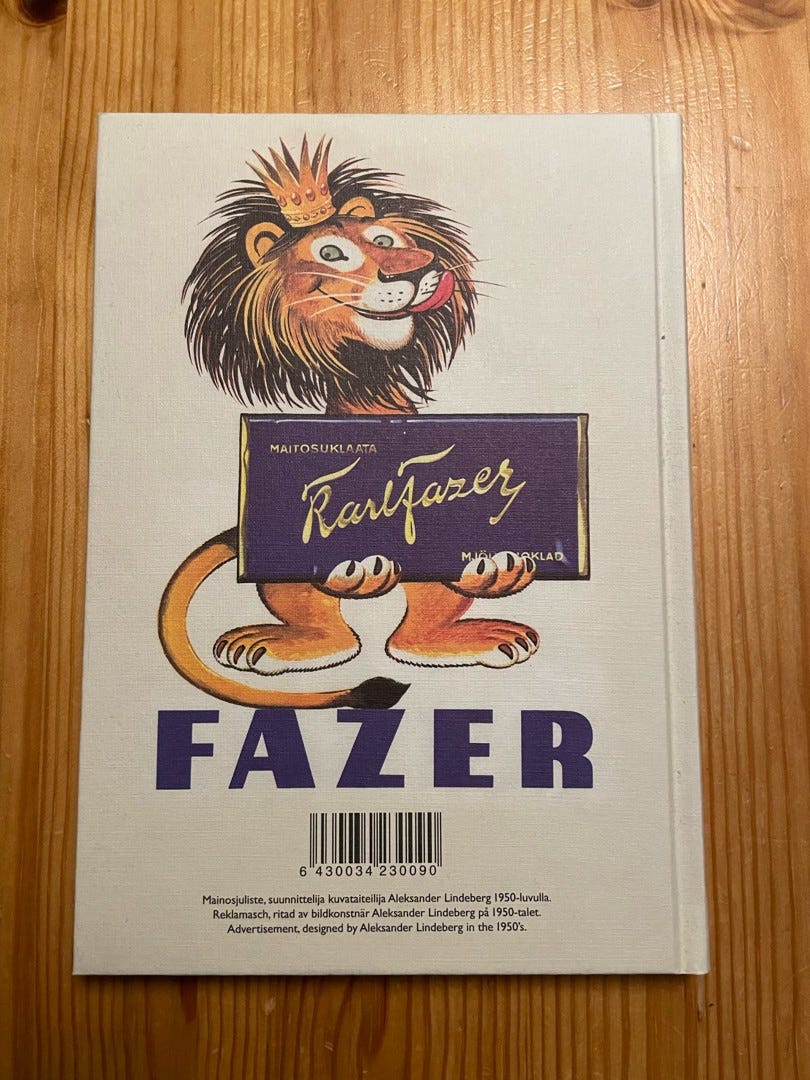 MAITOSUKLAATA
Karl Fazer
FAZER
6 430034 230090
Mainosjuliste, suunnittelija kuvataiteilija Aleksander Lindeberg 1950-luvulla.
Reklamasch, ritad av bildkonstnär Aleksander Lindeberg på 1950-talet.
Advertisement, designed by Aleksander Lindeberg in the 1950's.